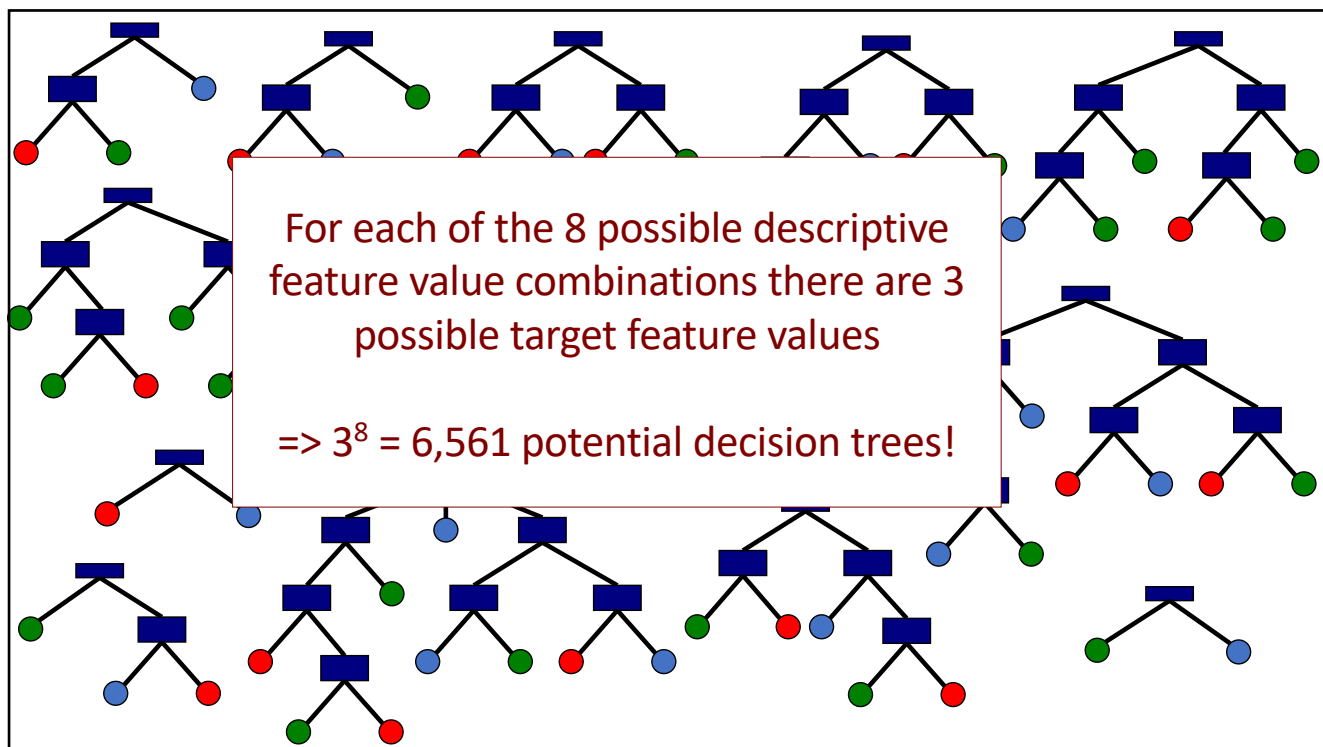 For each of the 8 possible descriptive
feature value combinations there are 3
possible target feature values
=> 3⁸ = 6,561 potential decision trees!